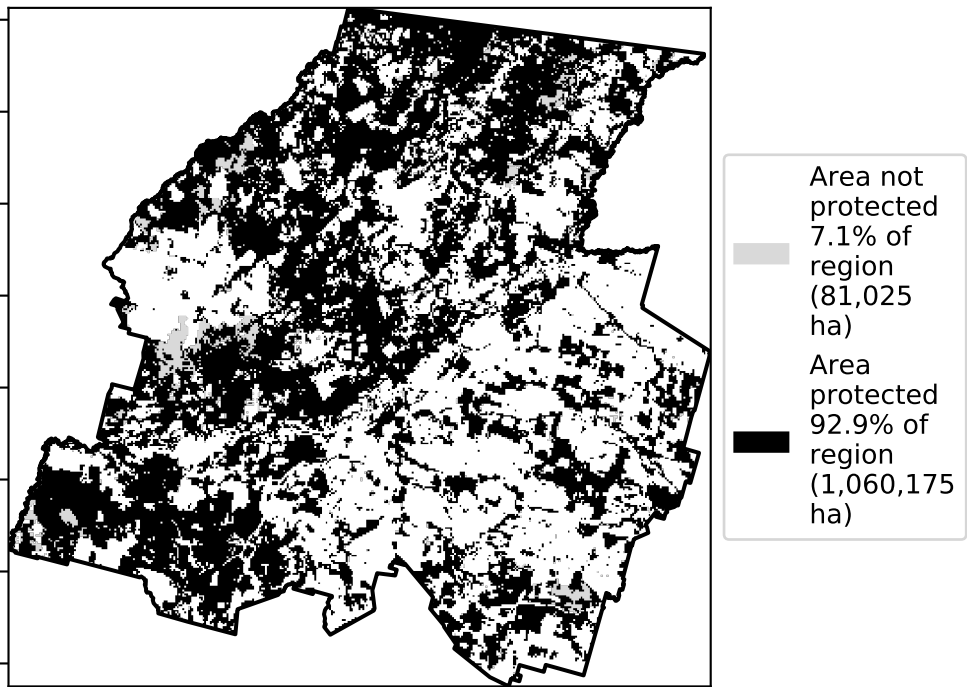 Area not
protected
7.1% of
region
(81,025
ha)
Area
protected
92.9% of
region
(1,060,175
ha)